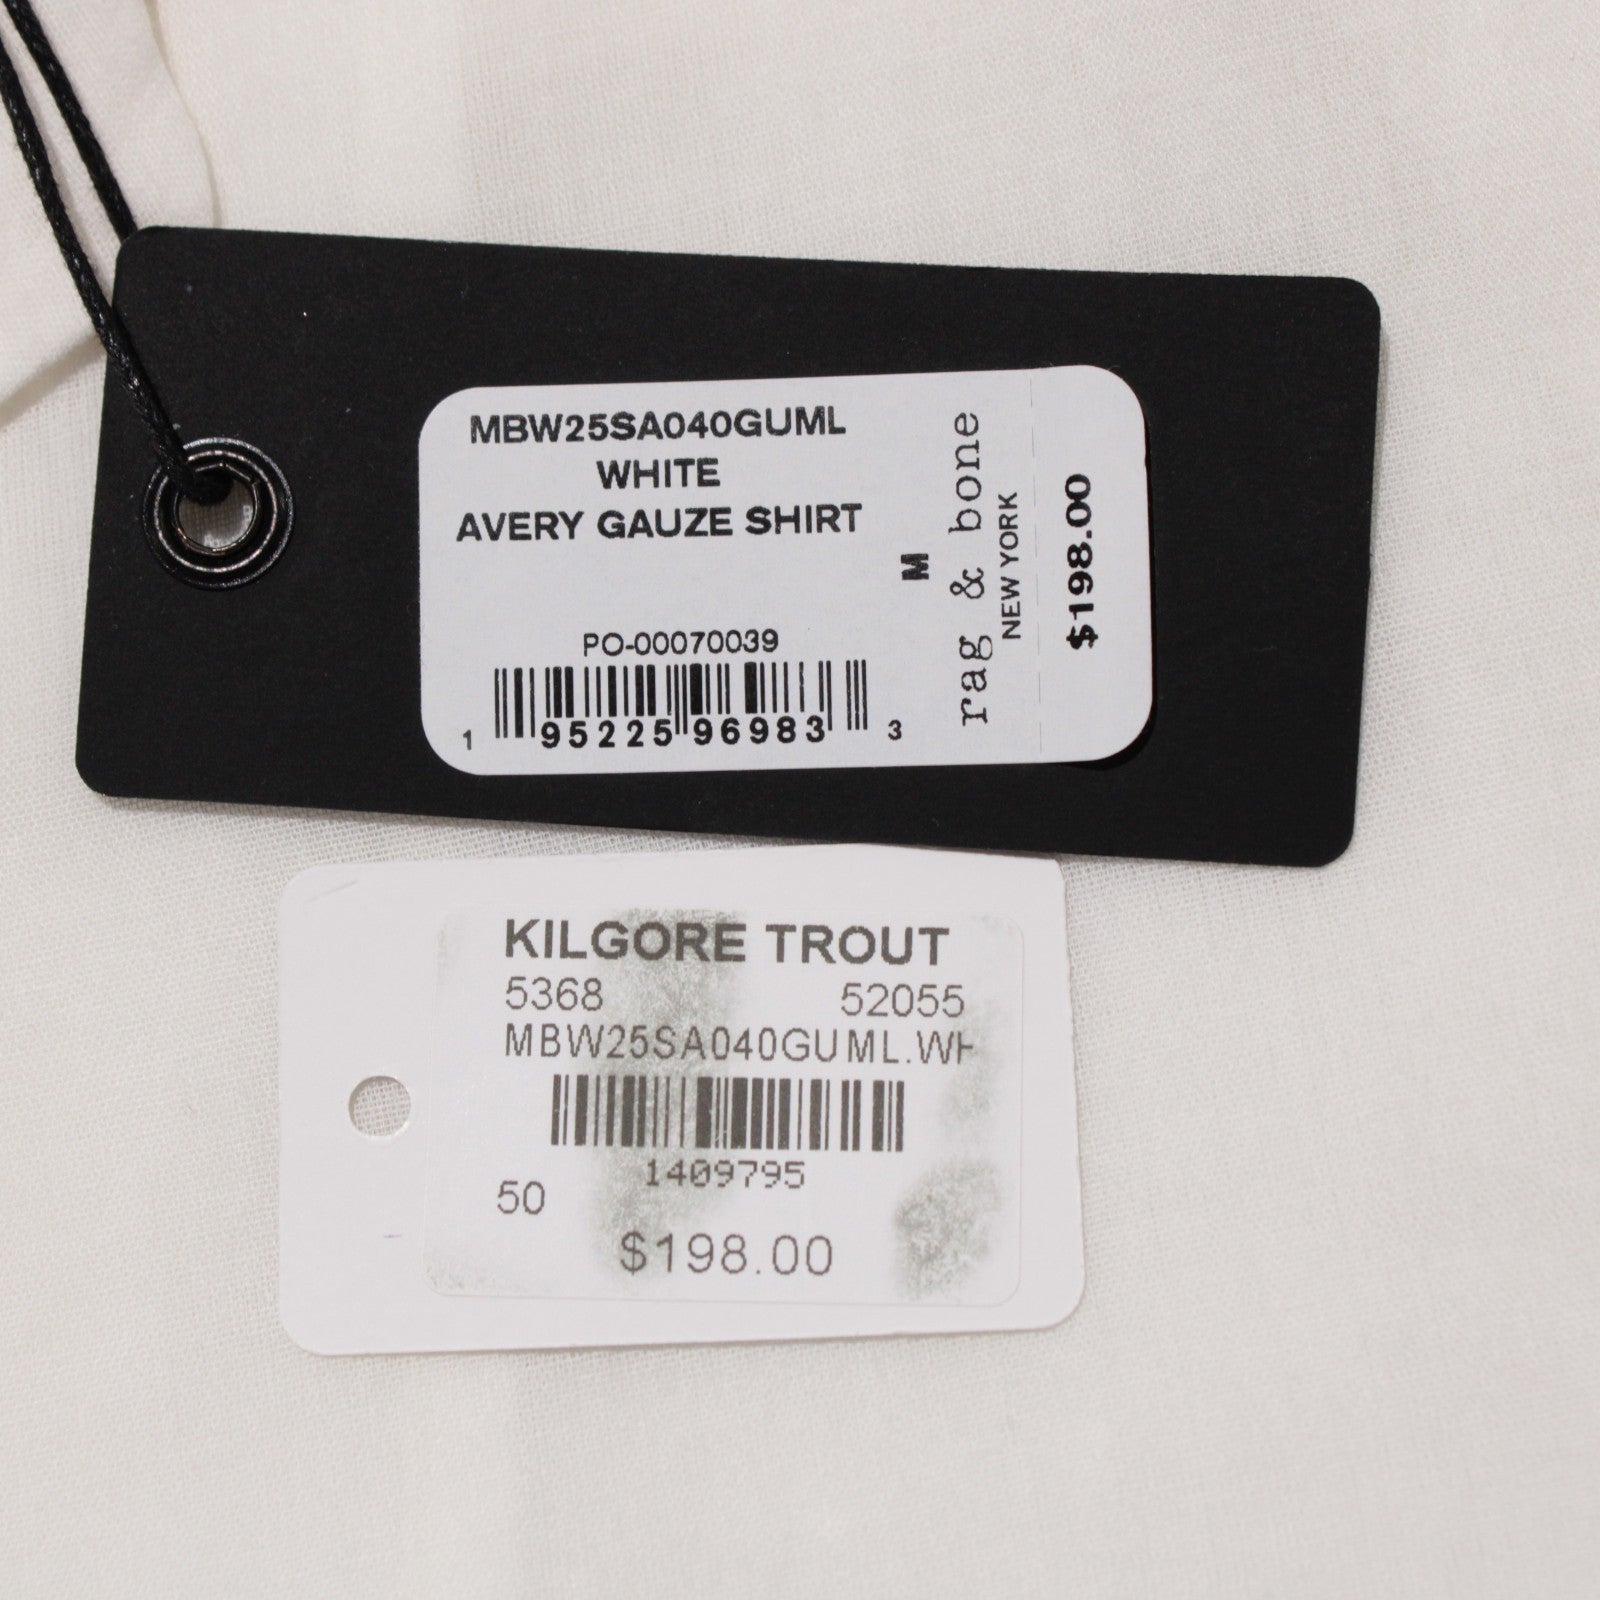 MBW25SA040GUML
WHITE
AVERY GAUZE SHIRT
PO-00070039
1 95225 96983 3
M
rag & bone
NEW YORK
$198.00
KILGORE TROUT
5368 52055
MBW25SA040GUML.WH
1409795
50
$198.00